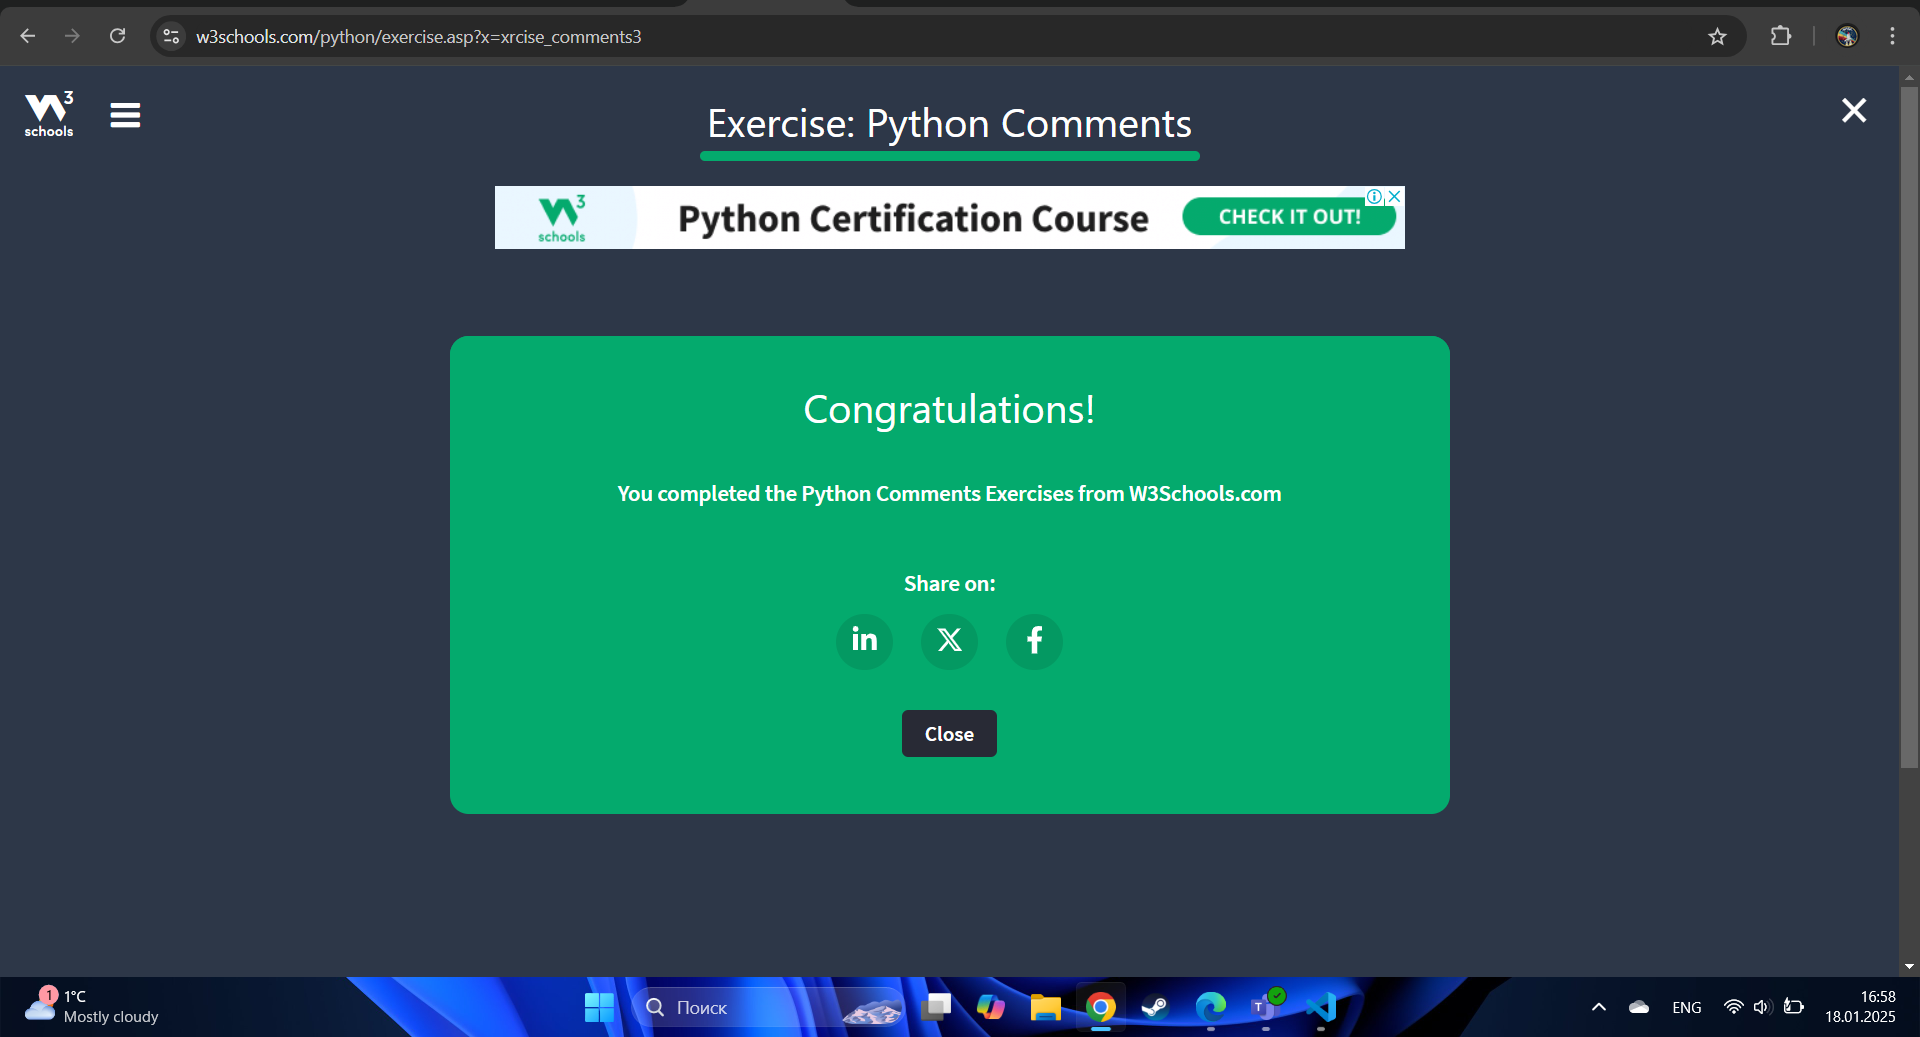 w3schools.com/python/exercise.asp?x=xrcise_comments3
W3
schools
Exercise: Python Comments
W3
schools
Python Certification Course
CHECK IT OUT!
Congratulations!
You completed the Python Comments Exercises from W3Schools.com
Share on:
in
X
f
Close
1
1°C
Mostly cloudy
Поиск
T
ENG
16:58
18.01.2025